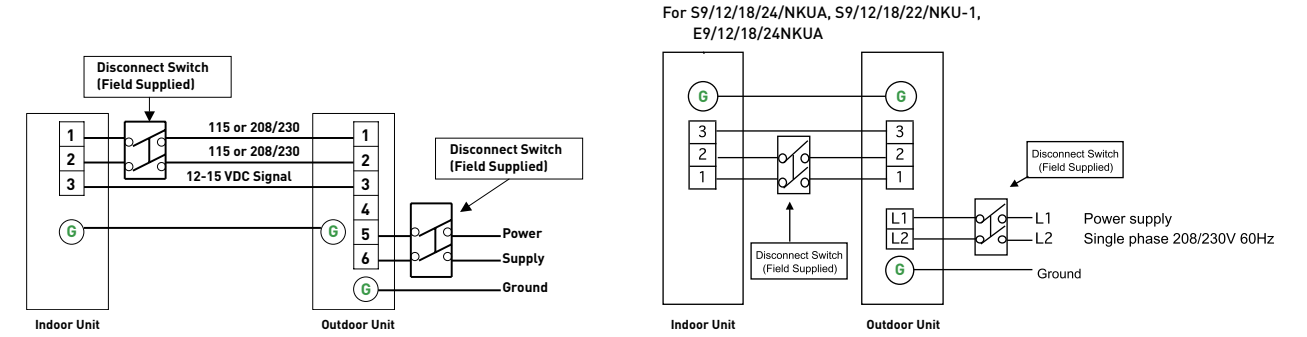 Disconnect Switch
(Field Supplied)
1
115 or 208/230
1
2
115 or 208/230
2
3
12-15 VDC Signal
3
4
G
G
5
Power
6
Supply
G
Ground
Disconnect Switch
(Field Supplied)
Indoor Unit
Outdoor Unit
For S9/12/18/24/NKUA, S9/12/18/22/NKU-1,
E9/12/18/24NKUA
G
G
3
3
2
2
1
1
Disconnect Switch
(Field Supplied)
L1
L1
Power supply
L2
L2
Single phase 208/230V 60Hz
Disconnect Switch
(Field Supplied)
G
Ground
Indoor Unit
Outdoor Unit